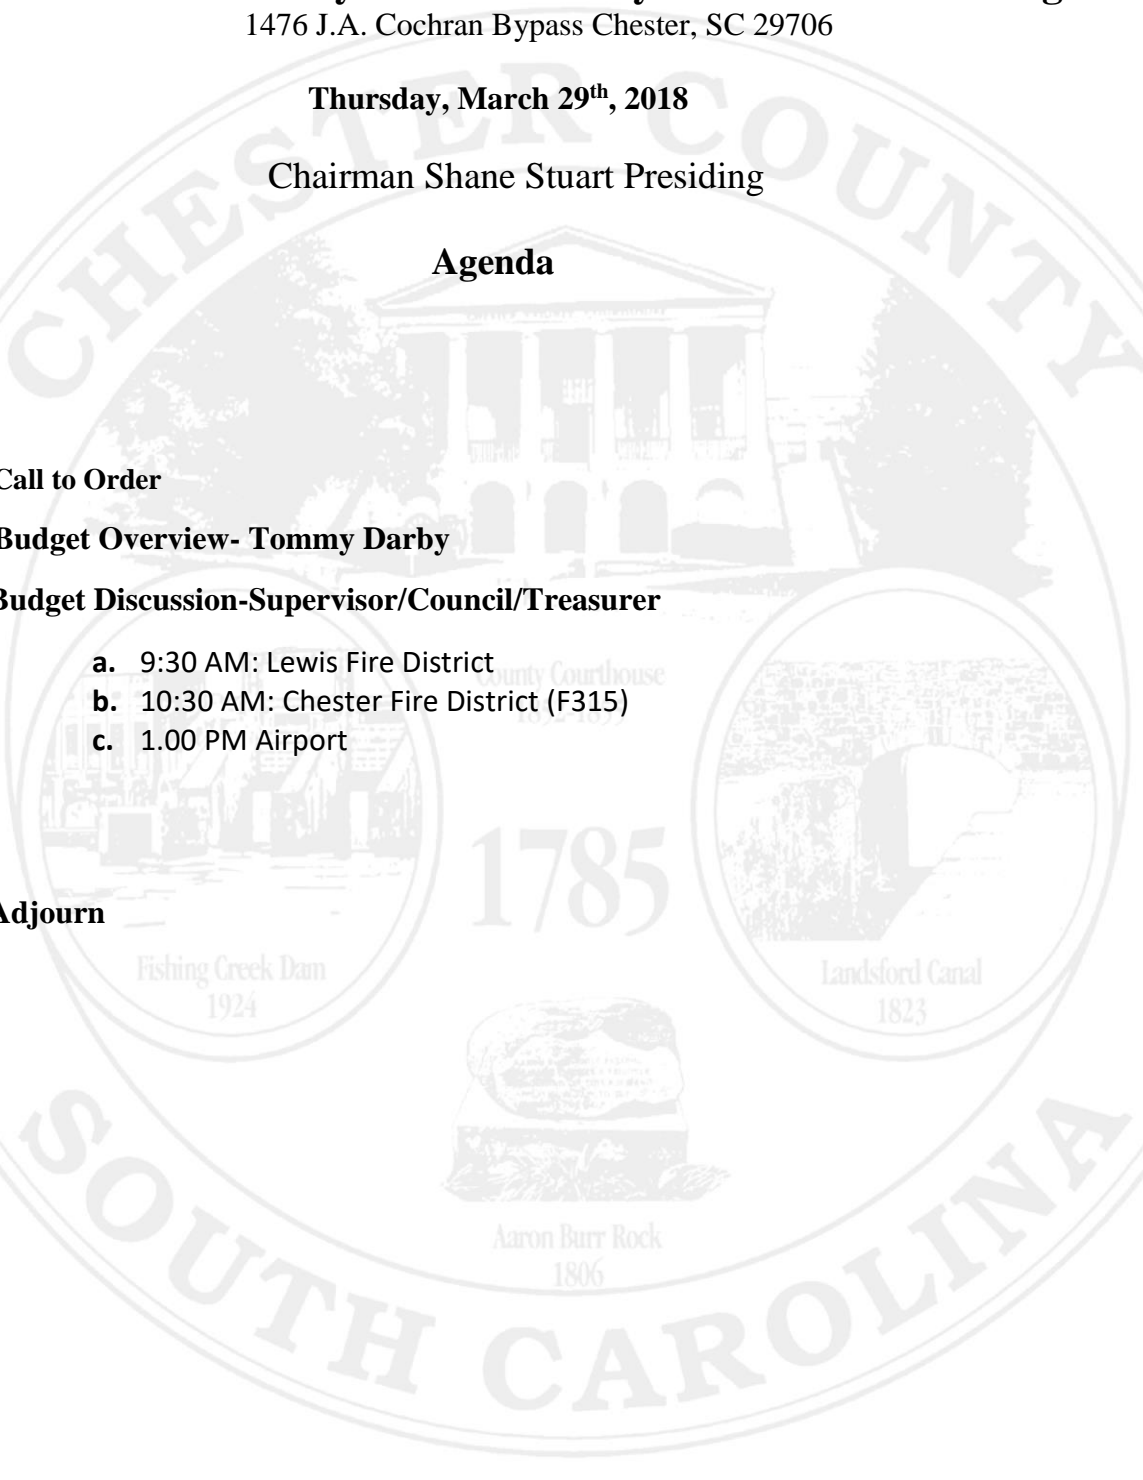 1476 J.A. Cochran Bypass Chester, SC 29706
Thursday, March 29th, 2018
Chairman Shane Stuart Presiding
Agenda
Call to Order
Budget Overview- Tommy Darby
Budget Discussion-Supervisor/Council/Treasurer
a. 9:30 AM: Lewis Fire District
b. 10:30 AM: Chester Fire District (F315)
c. 1.00 PM Airport
Adjourn
CHESTER COUNTY
County Courthouse
1785
Fishing Creek Dam
1924
Landsford Canal
1823
Aaron Burr Rock
1806
SOUTH CAROLINA